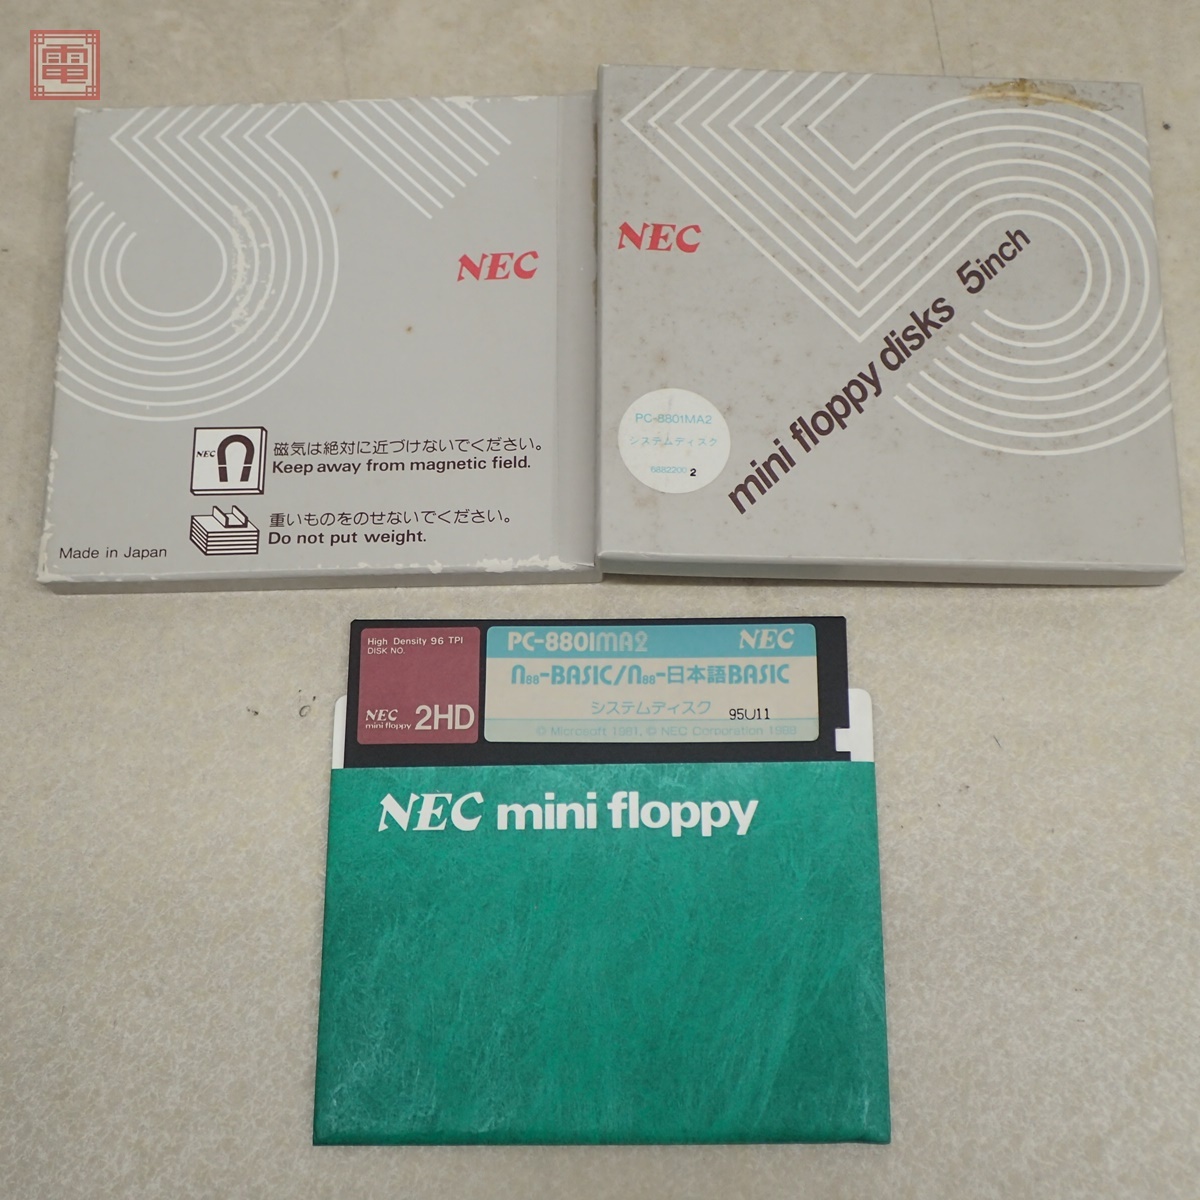 電
NEC
NEC
磁気は絶対に近づけないでください。
Keep away from magnetic field.
重いものをのせないでください。
Do not put weight.
Made in Japan
NEC
mini floppy disks 5inch
PC-8801MA2
システムディスク
6882200 2
High Density 96 TPI
DISK NO.
NEC
mini floppy 2HD
PC-8801MA2 NEC
N88-BASIC/N88-日本語BASIC
システムディスク 95U11
© Microsoft 1981, © NEC Corporation 1988
NEC mini floppy